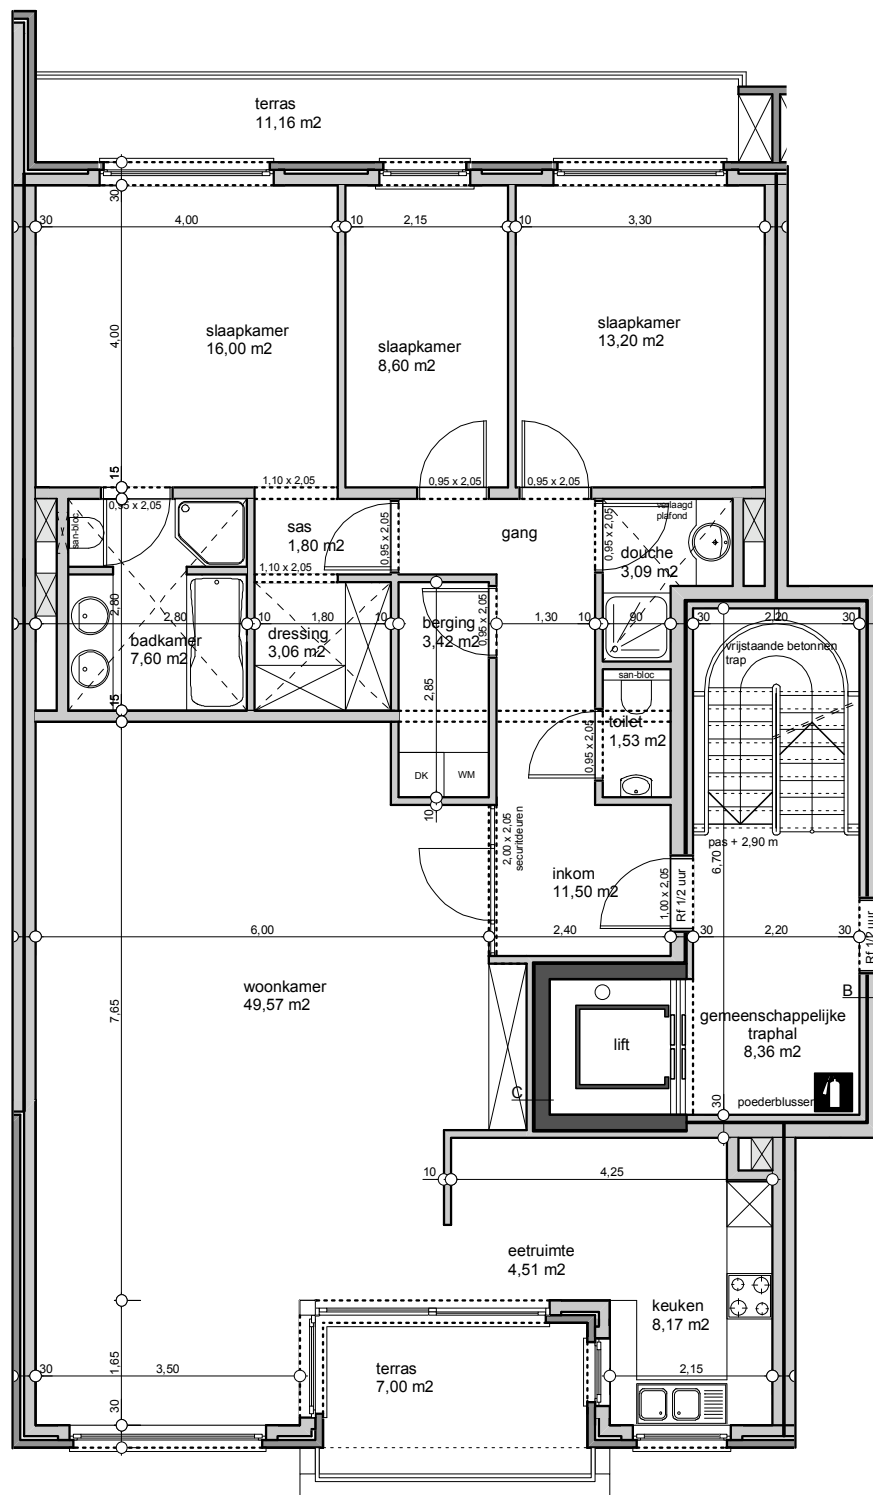 terras
11,16 m2
30
30
4,00
10
2,15
10
3,30
4,00
slaapkamer
16,00 m2
slaapkamer
8,60 m2
slaapkamer
13,20 m2
15
1,10 x 2.05
0,95 x 2,05
0,95 x 2,05
0,95 x 2,05
san-bloc
sas
1,80 m2
0,95 x 2,05
gang
0,95 x 2,05
verlaagd
plafond
douche
3,09 m2
1,10 x 2,05
2,80
2,80
10
1,80
10
1,30
10
90
30
2,20
30
badkamer
7,60 m2
dressing
3,06 m2
berging
3,42 m2
0,95 x 2,05
vrijstaande betonnen
trap
san-bloc
15
2,85
toilet
1,53 m2
0,95 x 2,05
DK
WM
10
2,00 x 2,05
securitdeuren
pas + 2,90 m
6,70
inkom
11,50 m2
1,00 x 2,05
Rf 1/2 uur
Rf 1/2 uur
30
6,00
2,40
30
2,20
30
woonkamer
49,57 m2
7,65
B
gemeenschappelijke
traphal
8,36 m2
lift
C
30
poederblusser
10
4,25
eetruimte
4,51 m2
keuken
8,17 m2
terras
7,00 m2
30
3,50
1,65
2,15
30